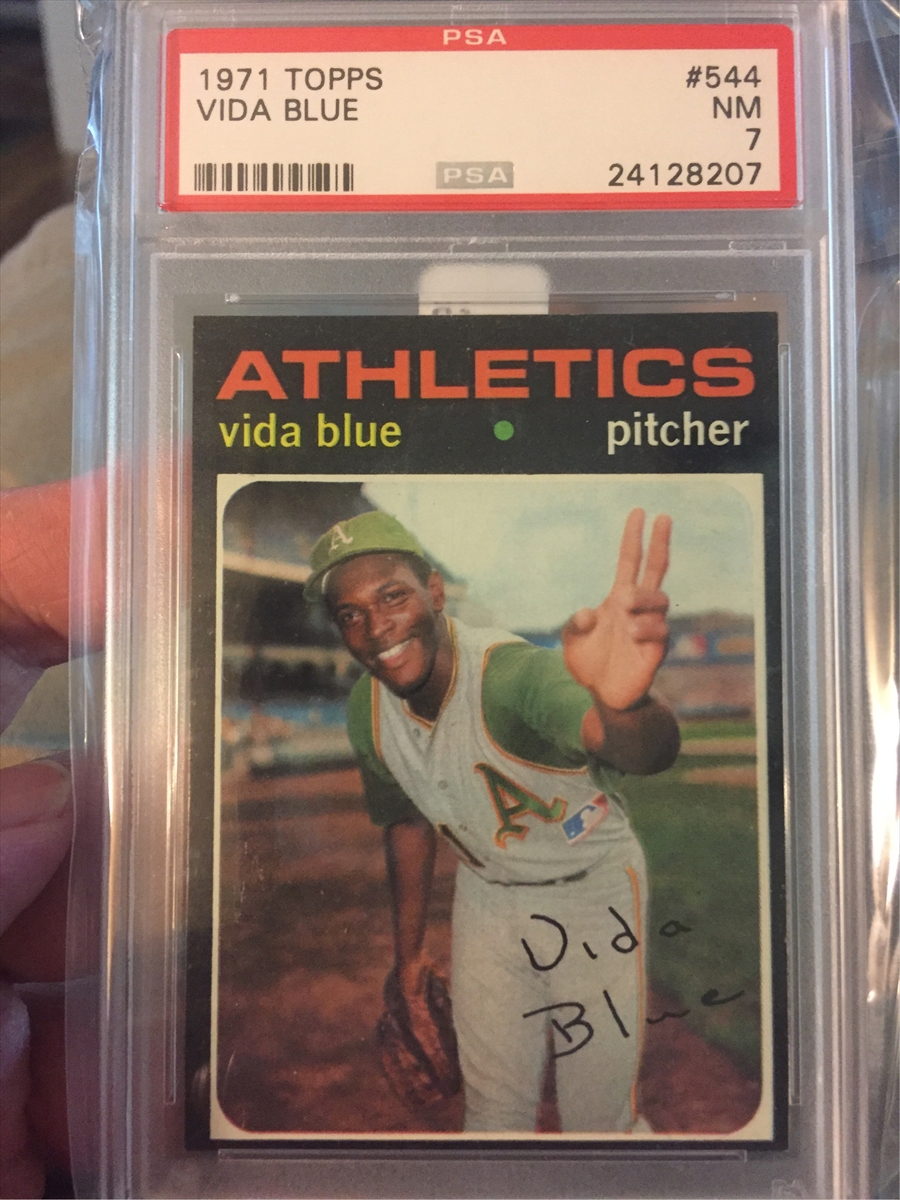 PSA
1971 TOPPS #544
VIDA BLUE NM
7
PSA 24128207
ATHLETICS
vida blue pitcher
A
A
Vida
Blue